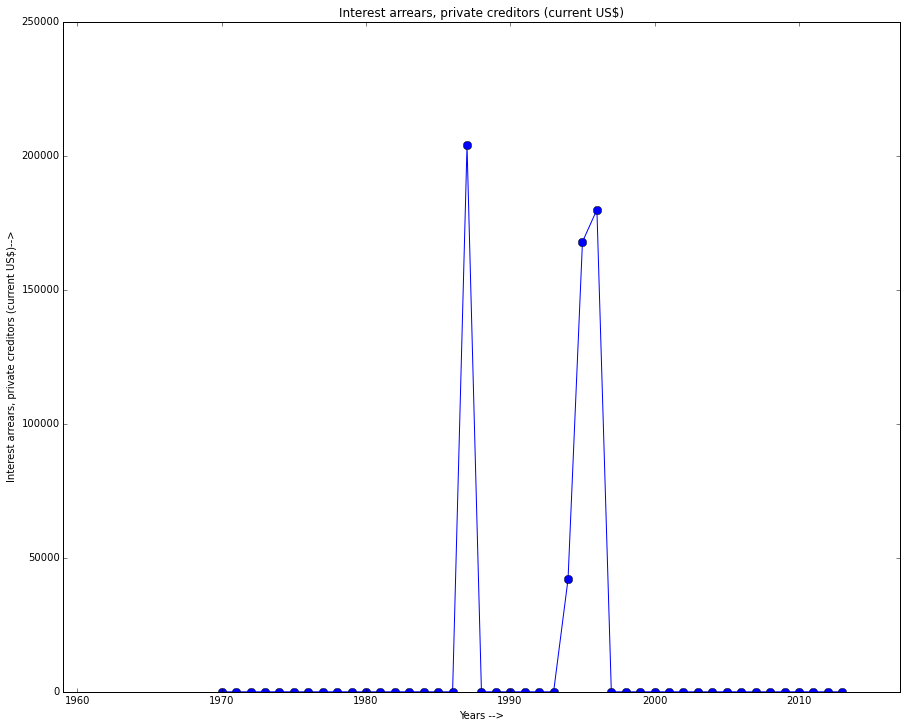 Interest arrears, private creditors (current US$)
250000
200000
150000
100000
50000
0
Interest arrears, private creditors (current US$)-->
1960 1970 1980 1990 2000 2010
Years -->